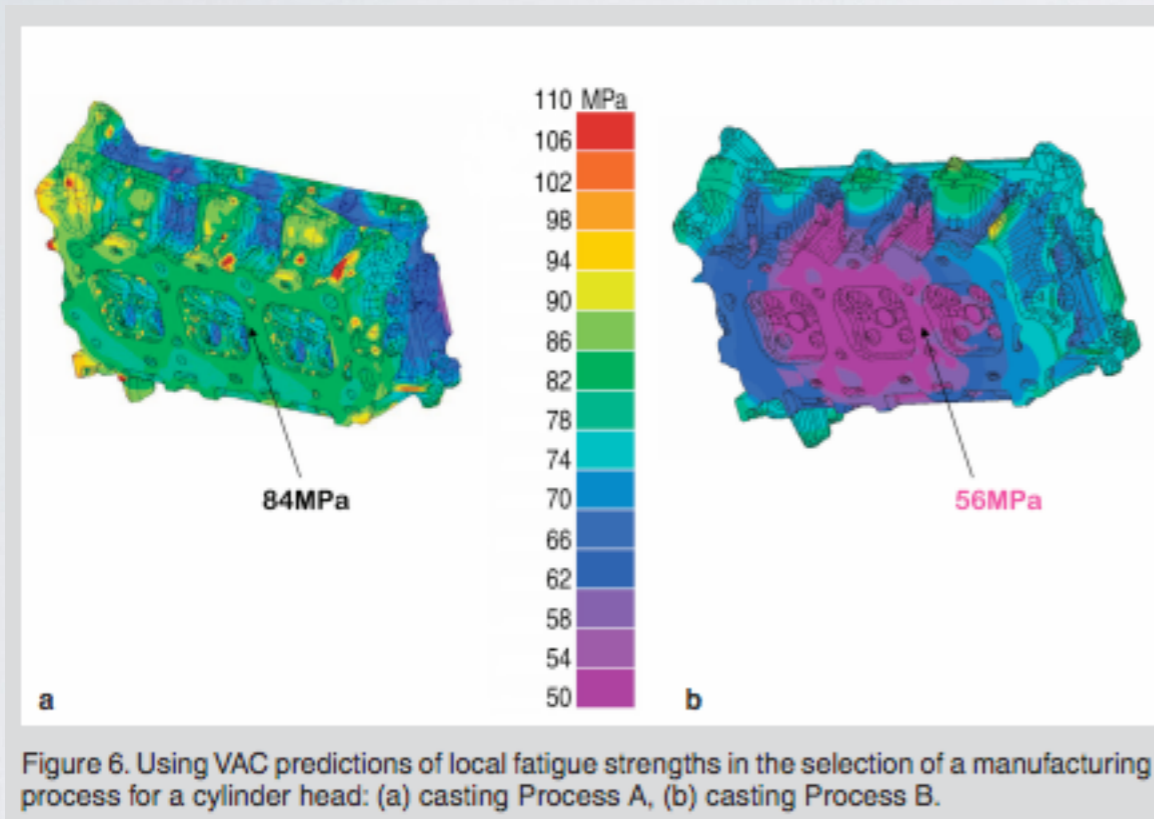 110 MPa
106
102
98
94
90
86
82
78
74
70
66
62
58
54
50
84MPa
56MPa
a
b
Figure 6. Using VAC predictions of local fatigue strengths in the selection of a manufacturing
process for a cylinder head: (a) casting Process A, (b) casting Process B.